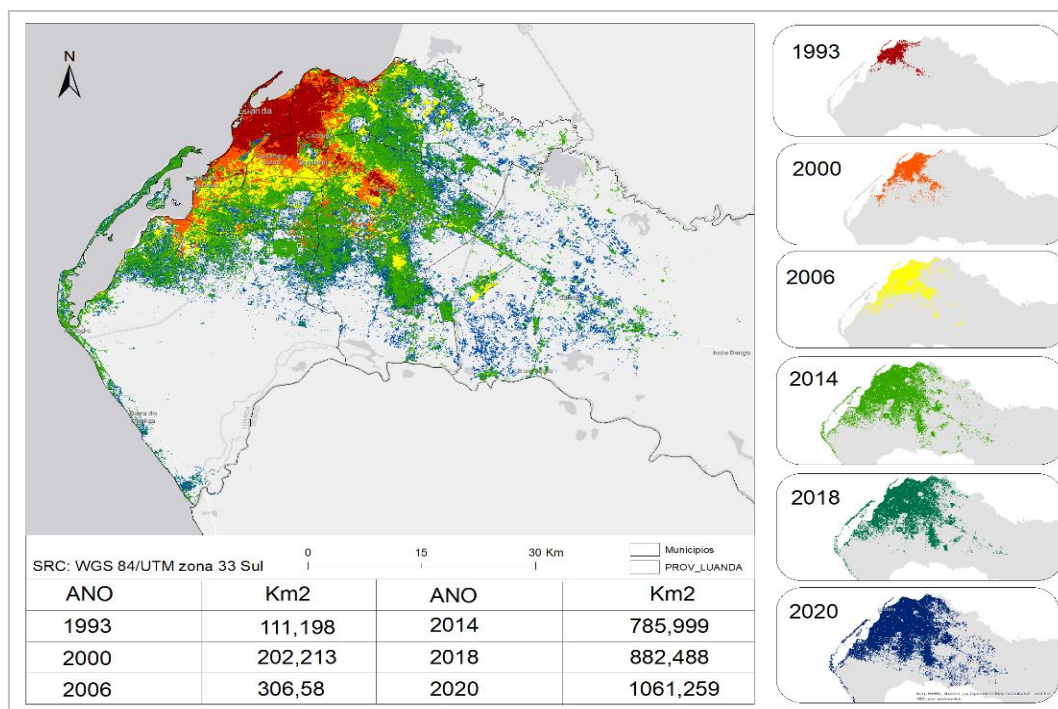 N
Luanda
SRC: WGS 84/UTM zona 33 Sul
0 15 30 Km
Municípios
PROV_LUANDA
ANO Km2 ANO Km2
1993 111,198 2014 785,999
2000 202,213 2018 882,488
2006 306,58 2020 1061,259
1993
2000
2006
2014
2018
2020